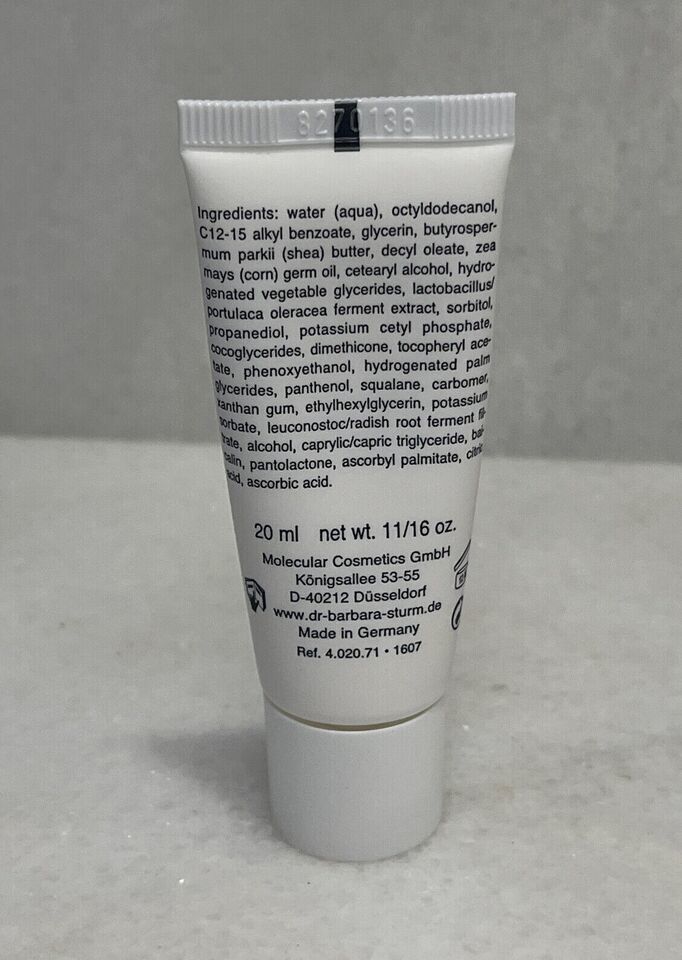 8270136
Ingredients: water (aqua), octyldodecanol,
C12-15 alkyl benzoate, glycerin, butyrosper-
mum parkii (shea) butter, decyl oleate, zea
mays (corn) germ oil, cetearyl alcohol, hydro-
genated vegetable glycerides, lactobacillus/
portulaca oleracea ferment extract, sorbitol,
propanediol, potassium cetyl phosphate,
cocoglycerides, dimethicone, tocopheryl ace-
tate, phenoxyethanol, hydrogenated palm
glycerides, panthenol, squalane, carbomer,
xanthan gum, ethylhexylglycerin, potassium
sorbate, leuconostoc/radish root ferment fil-
trate, alcohol, caprylic/capric triglyceride, bai-
calin, pantolactone, ascorbyl palmitate, citric
acid, ascorbic acid.
20 ml net wt. 11/16 oz.
Molecular Cosmetics GmbH
Königsallee 53-55
D-40212 Düsseldorf
www.dr-barbara-sturm.de
Made in Germany
Ref. 4.020.71 • 1607